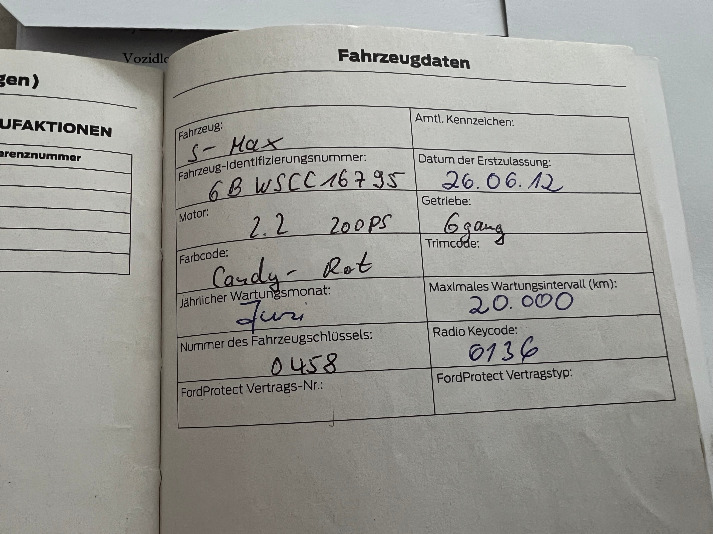 Vozidlo
gen)
UFAKTIONEN
erenznummer
Fahrzeugdaten
Fahrzeug:
S-Max
Amtl. Kennzeichen:
Fahrzeug-Identifizierungsnummer:
6B WSCC16795
Datum der Erstzulassung:
26.06.12
Motor:
2.2 200PS
Getriebe:
6gang
Farbcode:
Candy-Rot
Trimcode:
Jährlicher Wartungsmonat:
Juni
Maximales Wartungsintervall (km):
20.000
Nummer des Fahrzeugschlüssels:
0458
Radio Keycode:
0136
FordProtect Vertrags-Nr.:
FordProtect Vertragstyp: